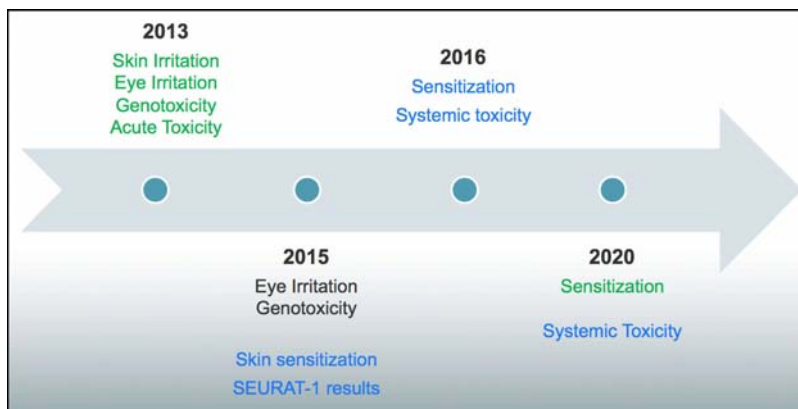 2013
Skin Irritation
Eye Irritation
Genotoxicity
Acute Toxicity
2015
Eye Irritation
Genotoxicity
Skin sensitization
SEURAT-1 results
2016
Sensitization
Systemic toxicity
2020
Sensitization
Systemic Toxicity